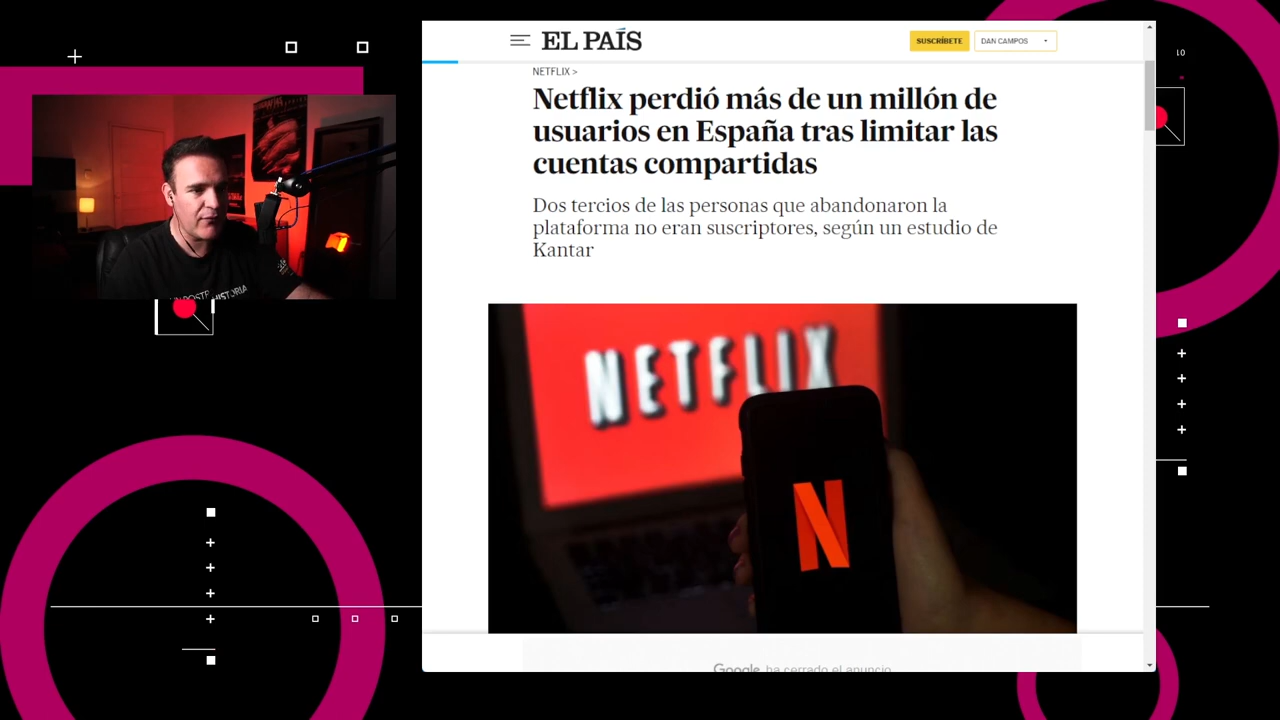 EL PAÍS
SUSCRÍBETE
DAN CAMPOS
NETFLIX >
Netflix perdió más de un millón de
usuarios en España tras limitar las
cuentas compartidas
Dos tercios de las personas que abandonaron la
plataforma no eran suscriptores, según un estudio de
Kantar
NETFLIX
N
Google ha cerrado el anuncio
HISTORIA